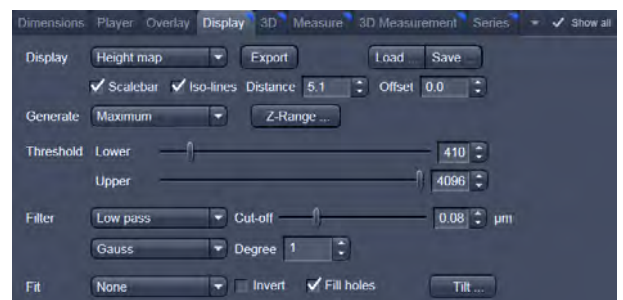 Dimensions Player Overlay Display 3D Measure 3D Measurement Series Show all
Display Height map Export Load ... Save ...
Scalebar Iso-lines Distance 5.1 Offset 0.0
Generate Maximum Z-Range ...
Threshold Lower 410
Upper 4096
Filter Low pass Cut-off 0.08 µm
Gauss Degree 1
Fit None Invert Fill holes Tilt ...